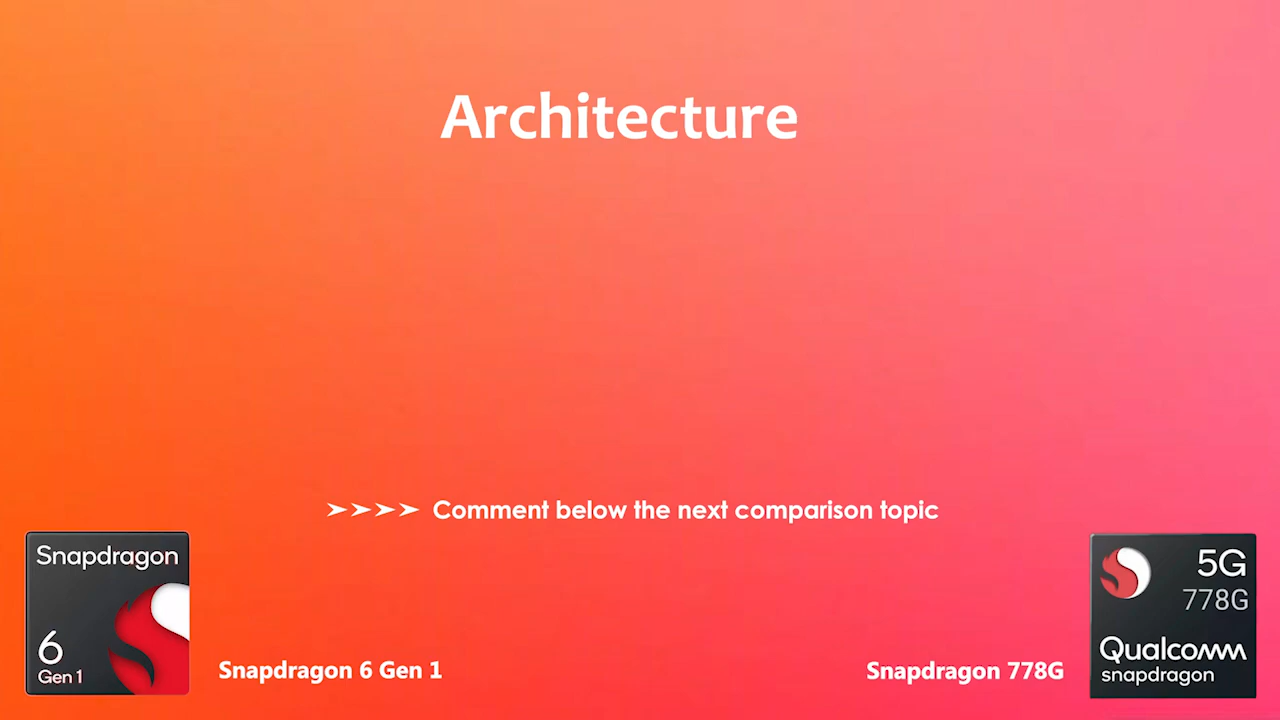 Architecture
➤➤➤➤ Comment below the next comparison topic
Snapdragon
6
Gen 1
Snapdragon 6 Gen 1
Snapdragon 778G
5G
778G
Qualcomm
snapdragon